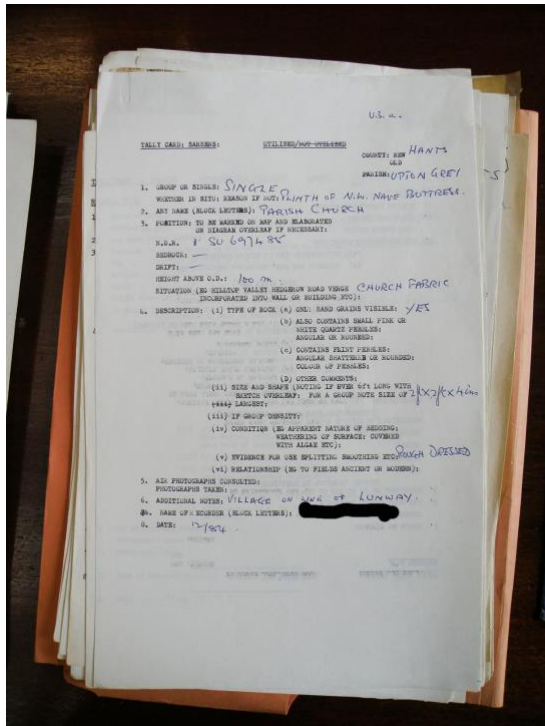 U.S. a.
TALLY CARD: SARSENS: UTILISED/NOT UTILISED
COUNTY: NEW HANTS
OLD
PARISH: UPTON GREY
1. GROUP OR SINGLE: SINGLE
WHETHER IN SITU: REASON IF NOT: PLINTH OF N.W. NAVE BUTTRESS.
2. ANY NAME (BLOCK LETTERS): PARISH CHURCH
3. POSITION: TO BE MARKED ON MAP AND ELABORATED
ON DIAGRAM OVERLEAF IF NECESSARY:
N.G.R. SU 697485
BEDROCK: —
DRIFT: —
HEIGHT ABOVE O.D.: 100 m.
SITUATION (EG HILLTOP VALLEY HEDGEROW ROAD VERGE CHURCH FABRIC
INCORPORATED INTO WALL OR BUILDING ETC):
4. DESCRIPTION: (i) TYPE OF ROCK (a) ONLY SAND GRAINS VISIBLE: YES
(b) ALSO CONTAINS SMALL PINK OR
WHITE QUARTZ PEBBLES:
ANGULAR OR ROUNDED:
(c) CONTAINS FLINT PEBBLES:
ANGULAR SHATTERED OR ROUNDED:
COLOUR OF PEBBLES:
(D) OTHER COMMENTS:
(ii) SIZE AND SHAPE (NOTING IF OVER 6ft LONG WITH
SKETCH OVERLEAF: FOR A GROUP NOTE SIZE OF 2ft x 2ft x 4ins
LARGEST:
(iii) IF GROUP DENSITY:
(iv) CONDITION (EG APPARENT NATURE OF BEDDING:
WEATHERING OF SURFACE: COVERED
WITH ALGAE ETC):
(v) EVIDENCE FOR USE SPLITTING SMOOTHING ETC: ROUGH DRESSED
(vi) RELATIONSHIP (EG TO FIELDS ANCIENT OR MODERN):
5. AIR PHOTOGRAPHS CONSULTED:
PHOTOGRAPHS TAKEN:
6. ADDITIONAL NOTES: VILLAGE ON LINE OF LUNWAY.
NAME OF RECORDER (BLOCK LETTERS):
8. DATE: 12/84.